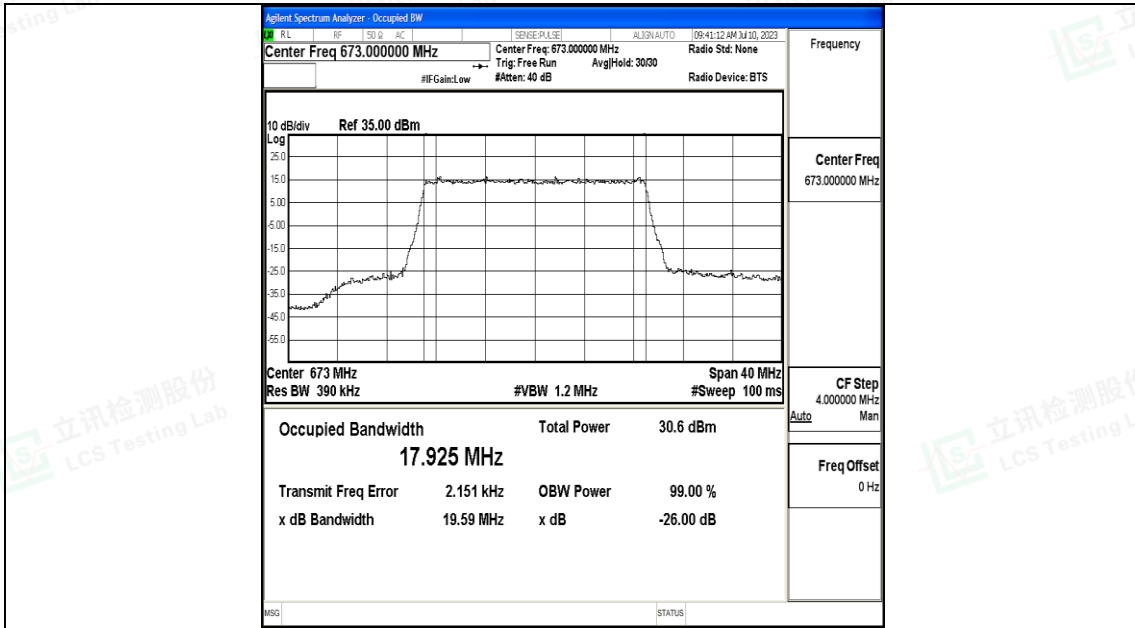 Agilent Spectrum Analyzer - Occupied BW
RL RF 50 Ω AC SENSE:PULSE ALIGN AUTO 09:41:12 AM Jul 10, 2023
Center Freq 673.000000 MHz Center Freq: 673.000000 MHz Radio Std: None
Trig: Free Run Avg|Hold: 30/30
#IFGain:Low #Atten: 40 dB Radio Device: BTS
10 dB/div Ref 35.00 dBm
Log
25.0
15.0
5.00
-5.00
-15.0
-25.0
-35.0
-45.0
-55.0
Center 673 MHz Span 40 MHz
Res BW 390 kHz #VBW 1.2 MHz #Sweep 100 ms
Occupied Bandwidth Total Power 30.6 dBm
17.925 MHz
Transmit Freq Error 2.151 kHz OBW Power 99.00 %
x dB Bandwidth 19.59 MHz x dB -26.00 dB
MSG STATUS
Frequency
Center Freq
673.000000 MHz
CF Step
4.000000 MHz
Auto Man
Freq Offset
0 Hz
立讯检测股份
LCS Testing Lab
立讯检测股份
LCS Testing L
sting